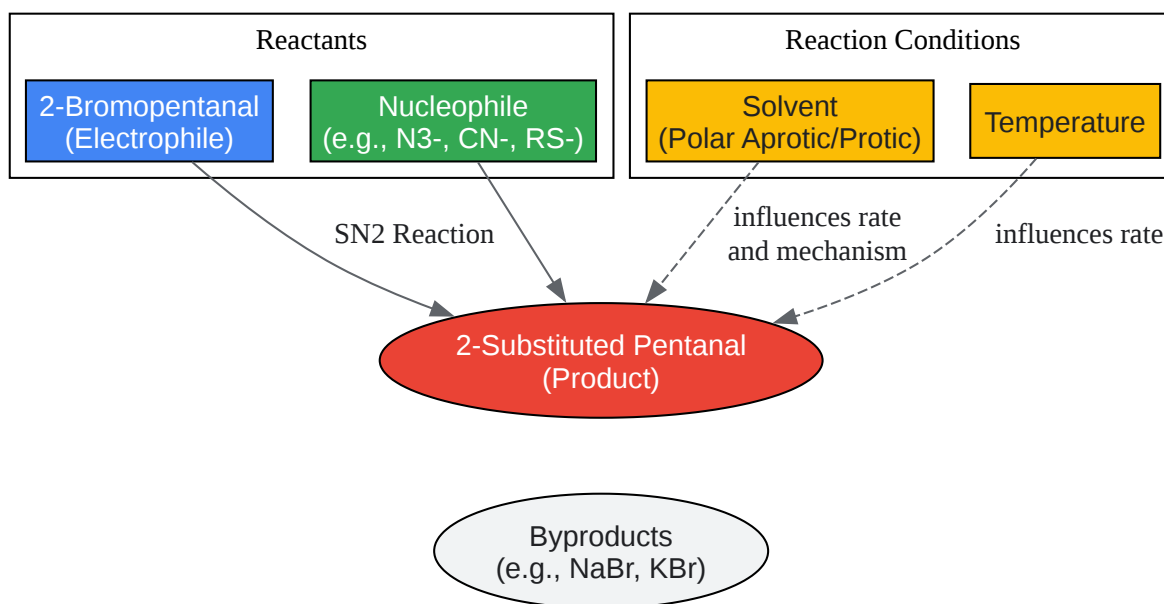 Reactants
Reaction Conditions
2-Bromopentanal
(Electrophile)
Nucleophile
(e.g., N3-, CN-, RS-)
Solvent
(Polar Aprotic/Protic)
Temperature
SN2 Reaction
influences rate
and mechanism
influences rate
2-Substituted Pentanal
(Product)
Byproducts
(e.g., NaBr, KBr)